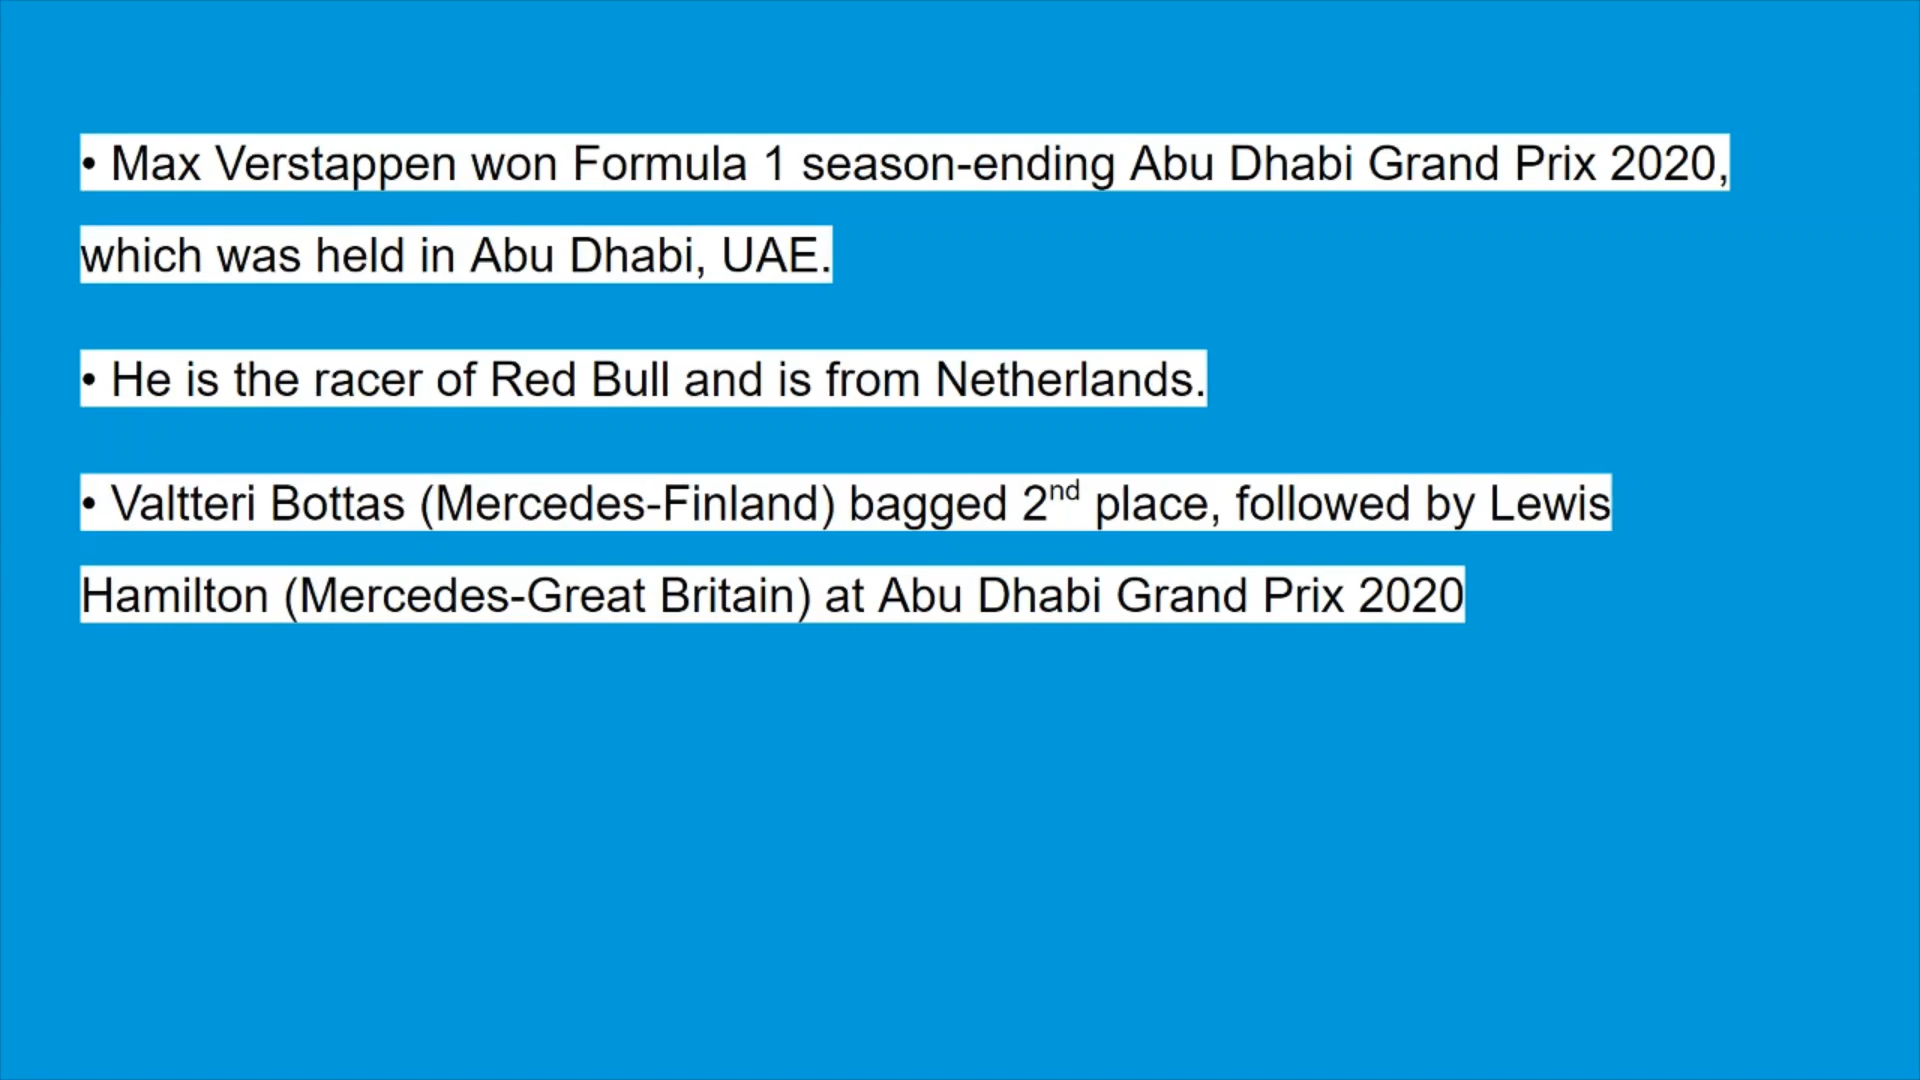 • Max Verstappen won Formula 1 season-ending Abu Dhabi Grand Prix 2020,
which was held in Abu Dhabi, UAE.
• He is the racer of Red Bull and is from Netherlands.
• Valtteri Bottas (Mercedes-Finland) bagged 2nd place, followed by Lewis
Hamilton (Mercedes-Great Britain) at Abu Dhabi Grand Prix 2020